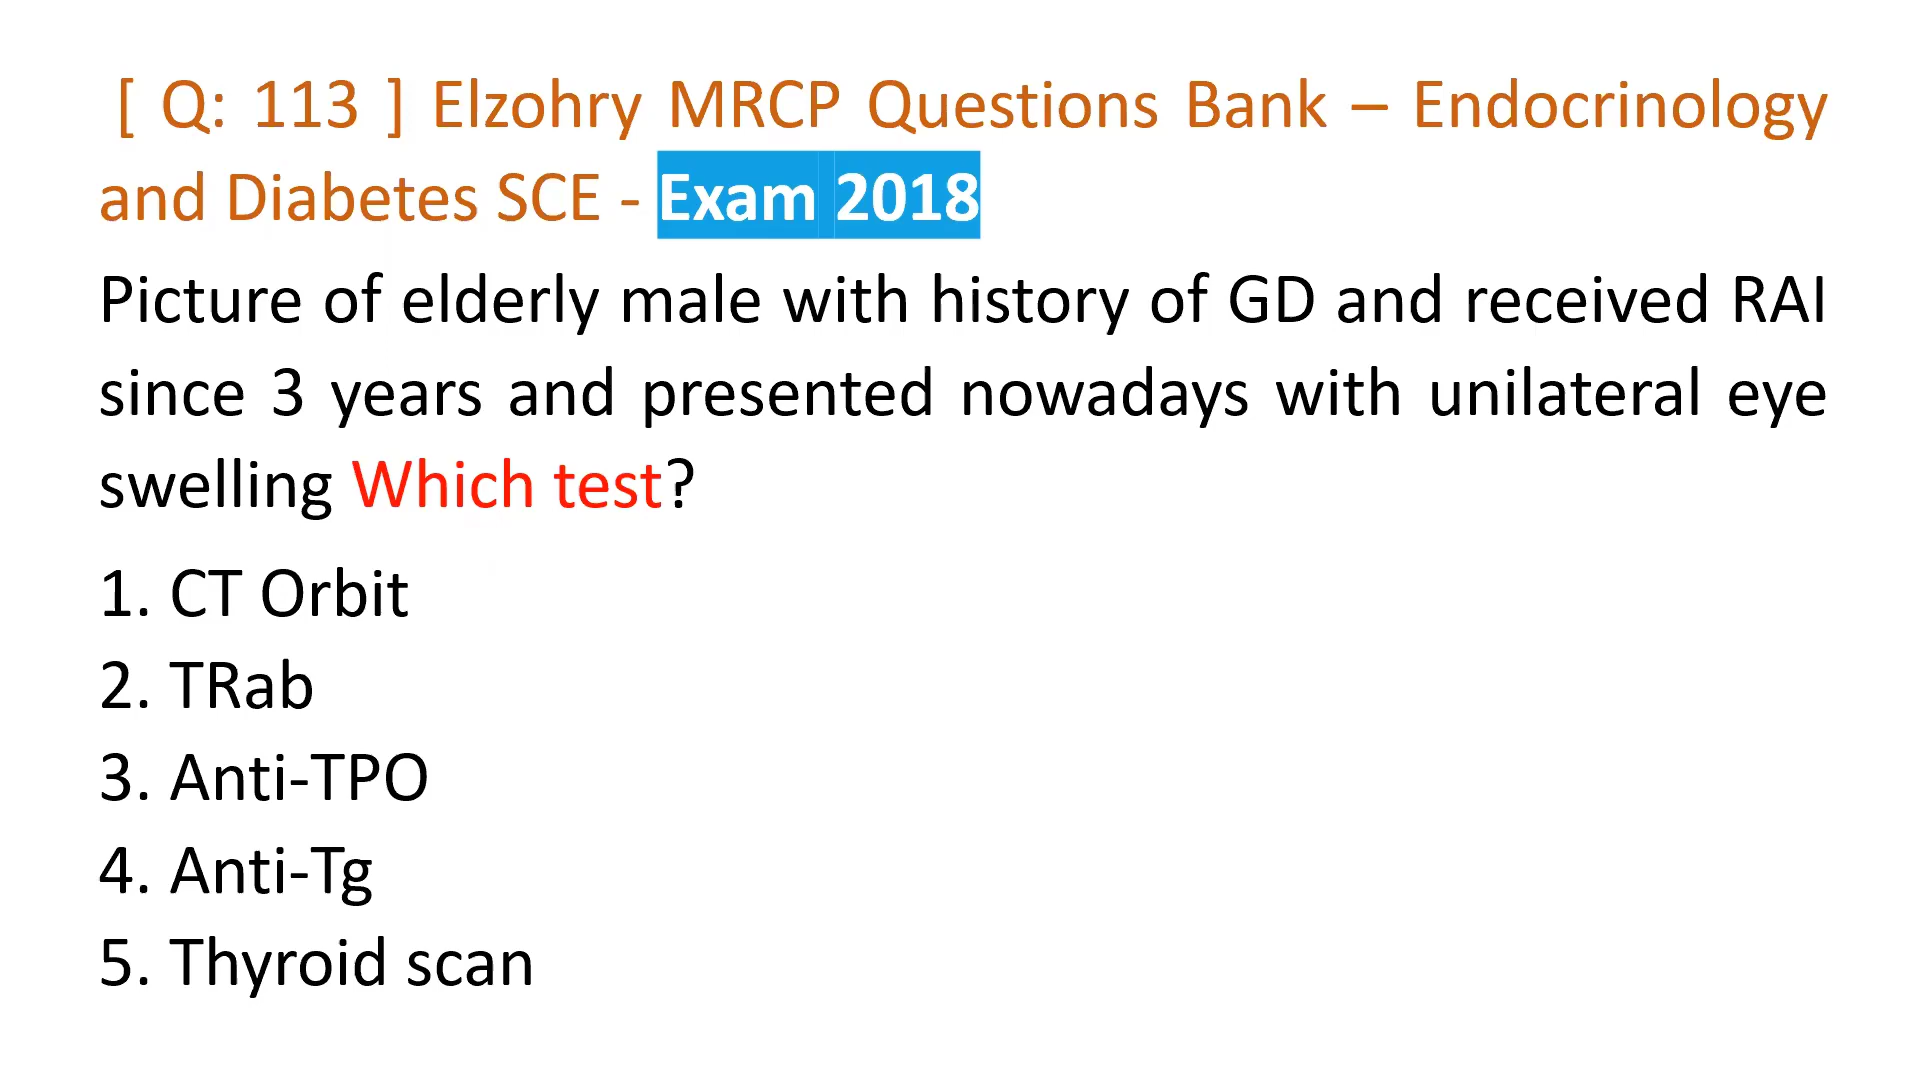 [ Q: 113 ] Elzohry MRCP Questions Bank – Endocrinology
and Diabetes SCE - Exam 2018
Picture of elderly male with history of GD and received RAI
since 3 years and presented nowadays with unilateral eye
swelling Which test?
1. CT Orbit
2. TRab
3. Anti-TPO
4. Anti-Tg
5. Thyroid scan